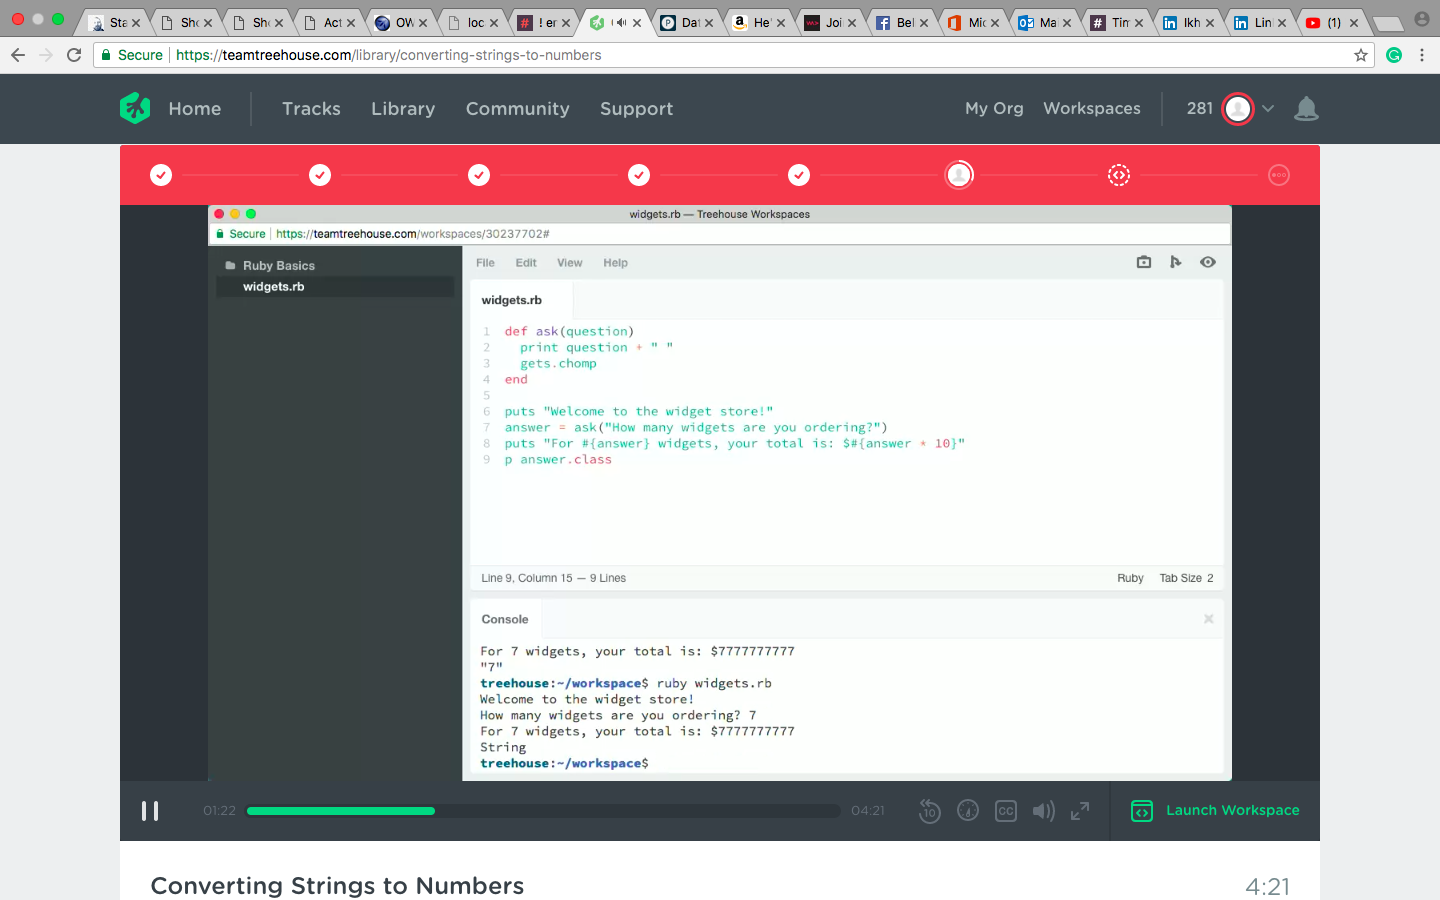 Sta Sho Sho Act OW loc ! er Dat a He' Joi Bel Mic Ma Tim Ikh Lin (1)
Secure https://teamtreehouse.com/library/converting-strings-to-numbers
Home Tracks Library Community Support My Org Workspaces 281
widgets.rb — Treehouse Workspaces
Secure https://teamtreehouse.com/workspaces/30237702#
Ruby Basics
widgets.rb
File Edit View Help
widgets.rb
1 def ask(question)
2 print question + " "
3 gets.chomp
4 end
5
6 puts "Welcome to the widget store!"
7 answer = ask("How many widgets are you ordering?")
8 puts "For #{answer} widgets, your total is: $#{answer * 10}"
9 p answer.class
Line 9, Column 15 — 9 Lines Ruby Tab Size 2
Console
For 7 widgets, your total is: $7777777777
"7"
treehouse:~/workspace$ ruby widgets.rb
Welcome to the widget store!
How many widgets are you ordering? 7
For 7 widgets, your total is: $7777777777
String
treehouse:~/workspace$
01:22 04:21 10 CC Launch Workspace
Converting Strings to Numbers 4:21